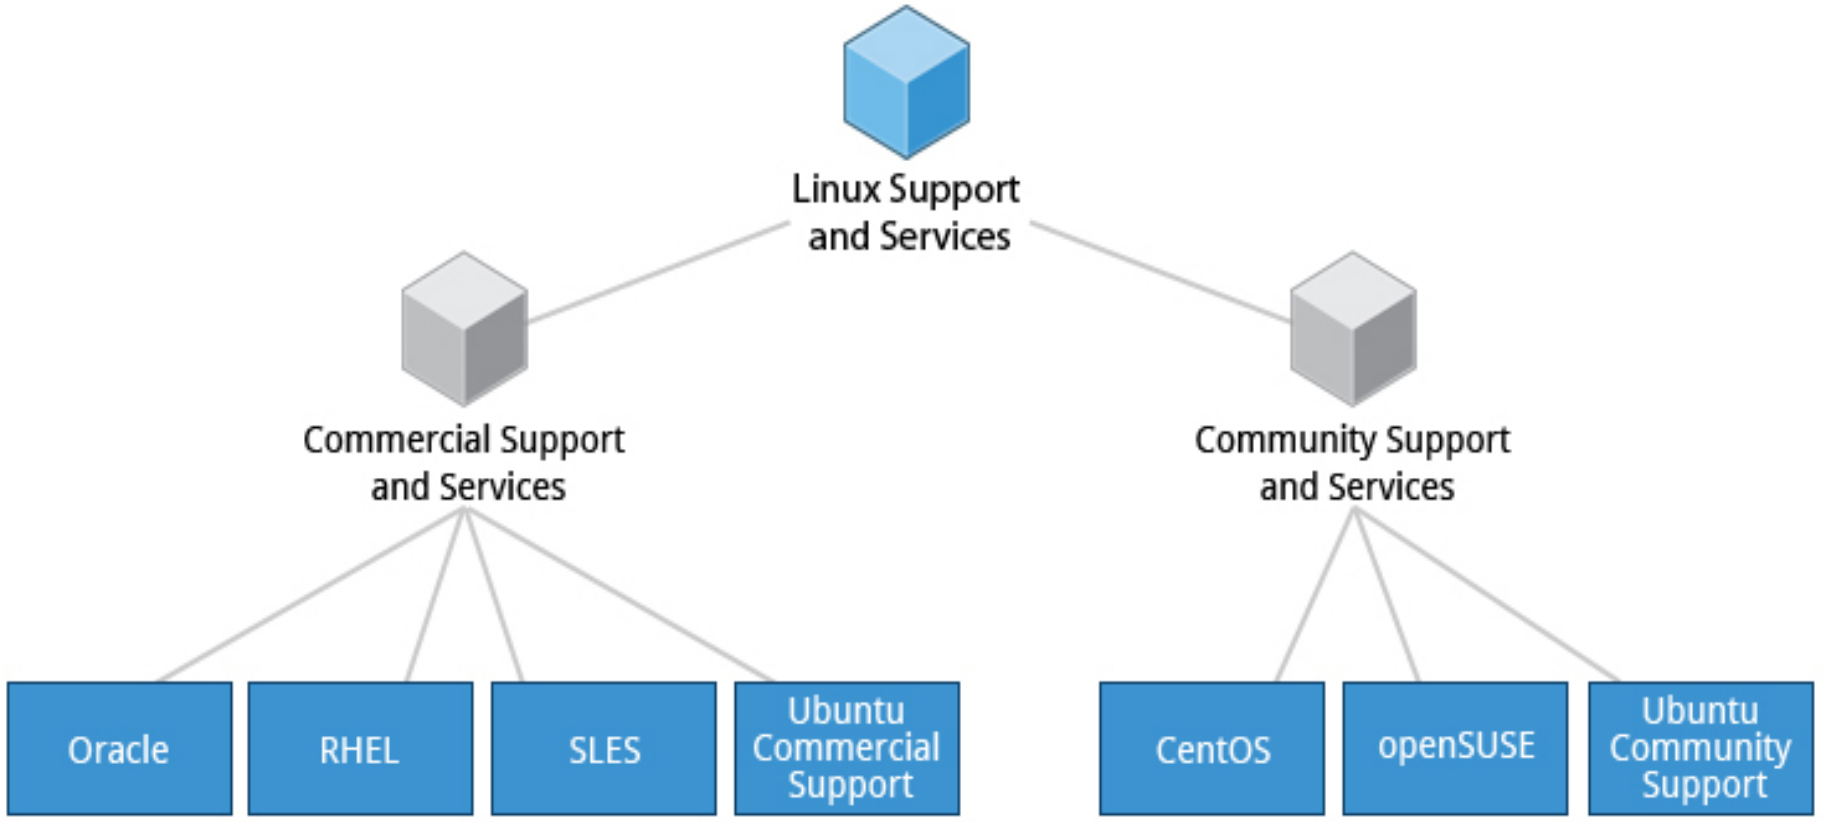 Linux Support
and Services
Commercial Support
and Services
Community Support
and Services
Oracle
RHEL
SLES
Ubuntu
Commercial
Support
CentOS
openSUSE
Ubuntu
Community
Support